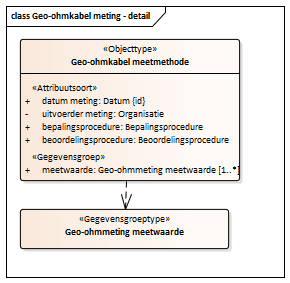 class Geo-ohmkabel meting - detail
«Objecttype»
Geo-ohmkabel meetmethode
«Attribuutsoort»
+ datum meting: Datum {id}
- uitvoerder meting: Organisatie
+ bepalingsprocedure: Bepalingsprocedure
+ beoordelingsprocedure: Beoordelingsprocedure
«Gegevensgroep»
+ meetwaarde: Geo-ohmmeting meetwaarde [1..*]
«Gegevensgroeptype»
Geo-ohmmeting meetwaarde